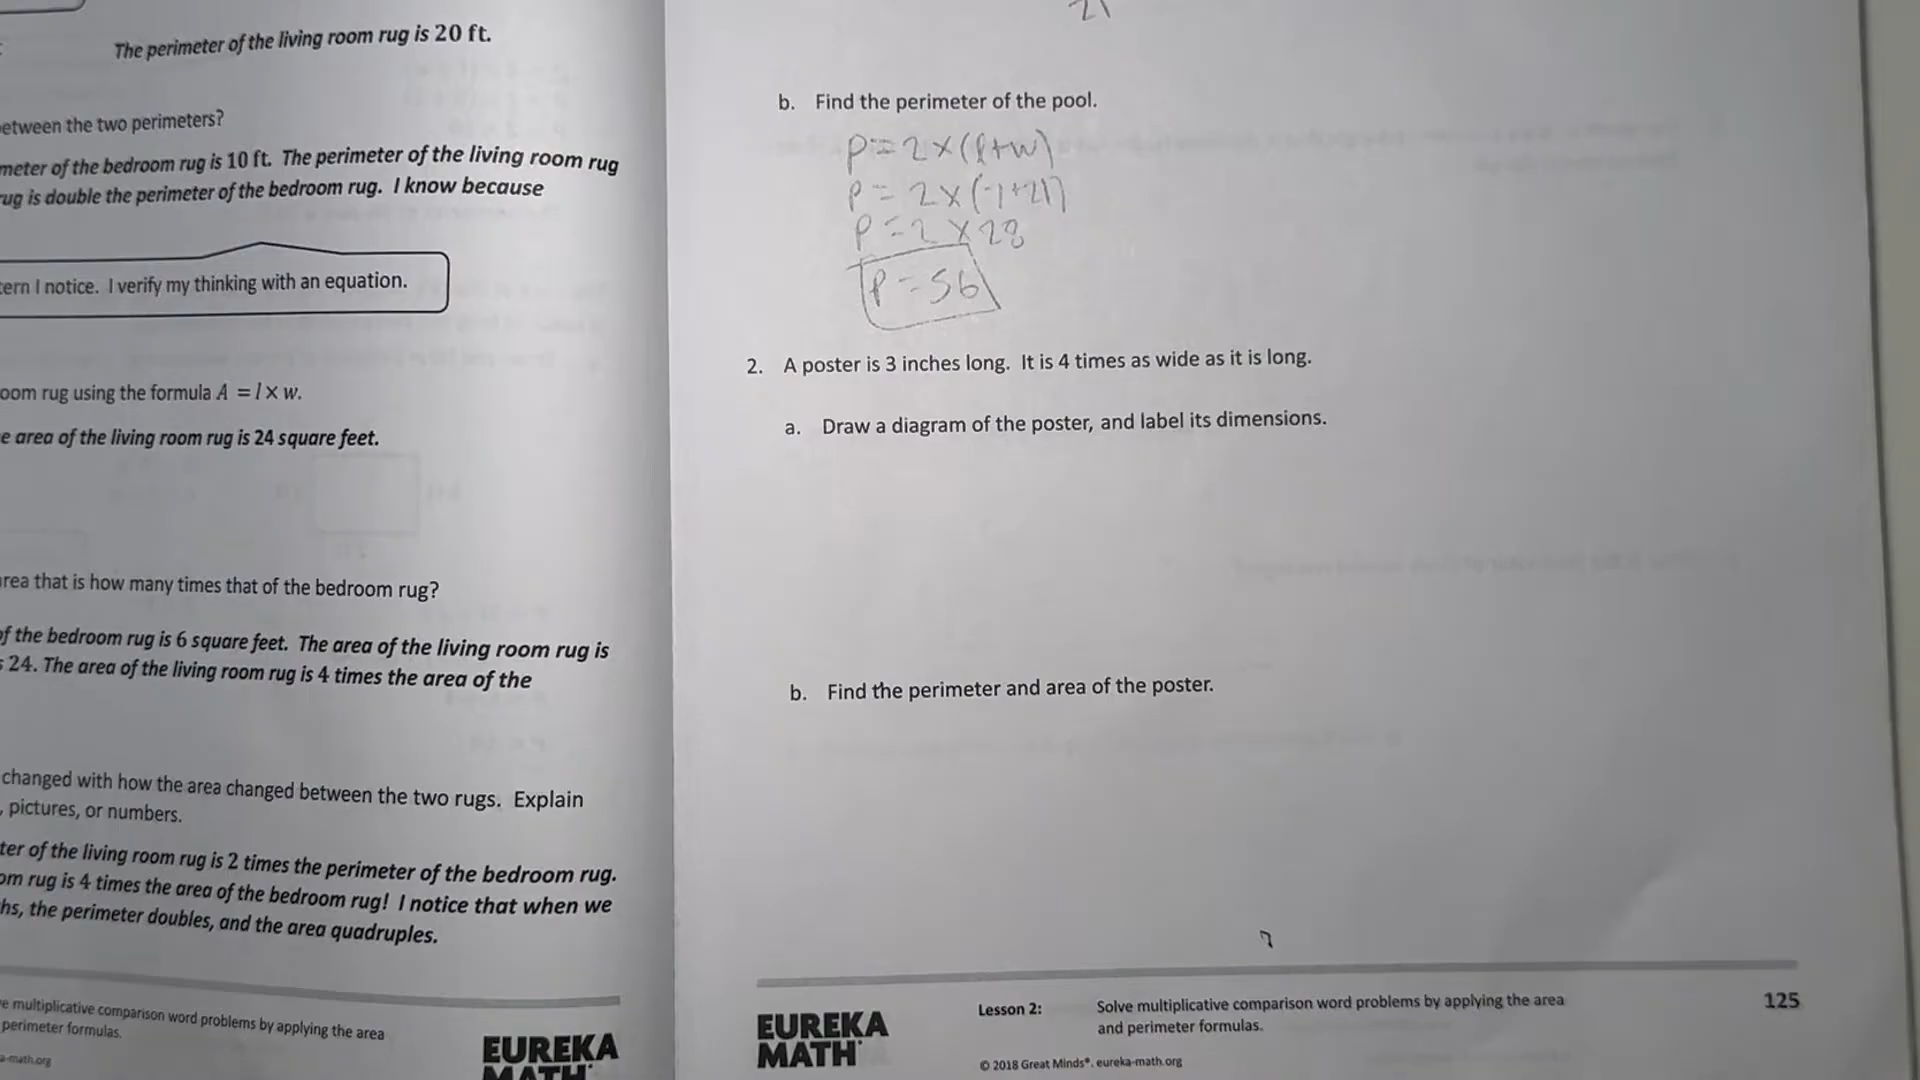 The perimeter of the living room rug is 20 ft.
etween the two perimeters?
meter of the bedroom rug is 10 ft. The perimeter of the living room rug
rug is double the perimeter of the bedroom rug. I know because
tern I notice. I verify my thinking with an equation.
oom rug using the formula A = l × w.
e area of the living room rug is 24 square feet.
area that is how many times that of the bedroom rug?
of the bedroom rug is 6 square feet. The area of the living room rug is
24. The area of the living room rug is 4 times the area of the
changed with how the area changed between the two rugs. Explain
, pictures, or numbers.
ter of the living room rug is 2 times the perimeter of the bedroom rug.
om rug is 4 times the area of the bedroom rug! I notice that when we
hs, the perimeter doubles, and the area quadruples.
e multiplicative comparison word problems by applying the area
perimeter formulas.
a-math.org
EUREKA
MATH
21
b. Find the perimeter of the pool.
P = 2 × (l+w)
P = 2 × (7+21)
P = 2 × 28
P = 56
2. A poster is 3 inches long. It is 4 times as wide as it is long.
a. Draw a diagram of the poster, and label its dimensions.
b. Find the perimeter and area of the poster.
7
EUREKA
MATH
Lesson 2: Solve multiplicative comparison word problems by applying the area
and perimeter formulas.
125
© 2018 Great Minds®. eureka-math.org